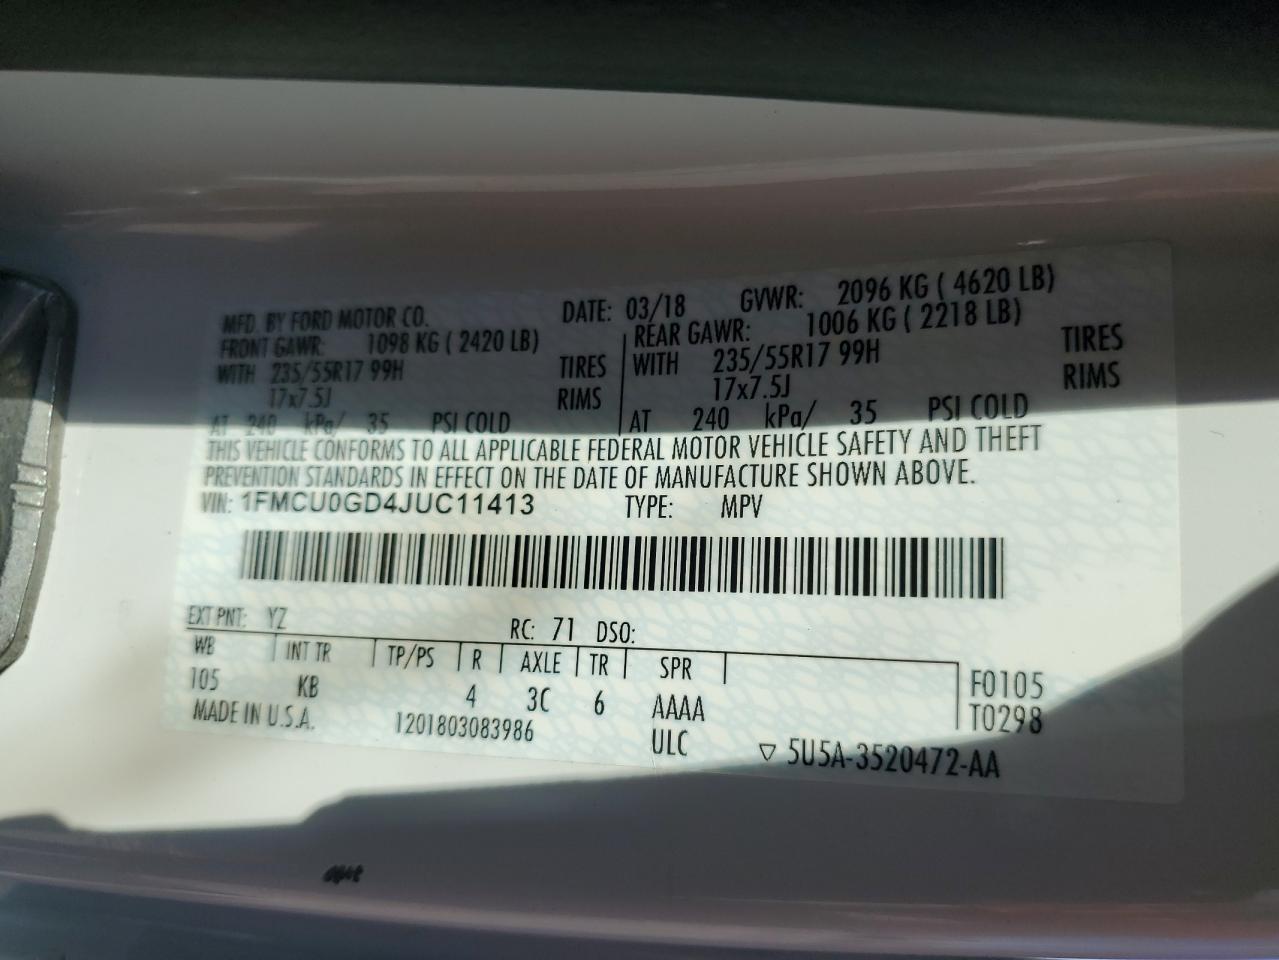 MFD. BY FORD MOTOR CO. DATE: 03/18 GVWR: 2096 KG ( 4620 LB)
FRONT GAWR: 1098 KG ( 2420 LB) REAR GAWR: 1006 KG ( 2218 LB)
WITH 235/55R17 99H TIRES WITH 235/55R17 99H TIRES
17x7.5J RIMS 17x7.5J RIMS
AT 240 kPa/ 35 PSI COLD AT 240 kPa/ 35 PSI COLD
THIS VEHICLE CONFORMS TO ALL APPLICABLE FEDERAL MOTOR VEHICLE SAFETY AND THEFT
PREVENTION STANDARDS IN EFFECT ON THE DATE OF MANUFACTURE SHOWN ABOVE.
VIN: 1FMCU0GD4JUC11413 TYPE: MPV
EXT PNT: YZ RC: 71 DSO:
WB INT TR TP/PS R AXLE TR SPR
105 KB 4 3C 6 AAAA F0105
MADE IN U.S.A. 1201803083986 ULC T0298
▽ 5U5A-3520472-AA